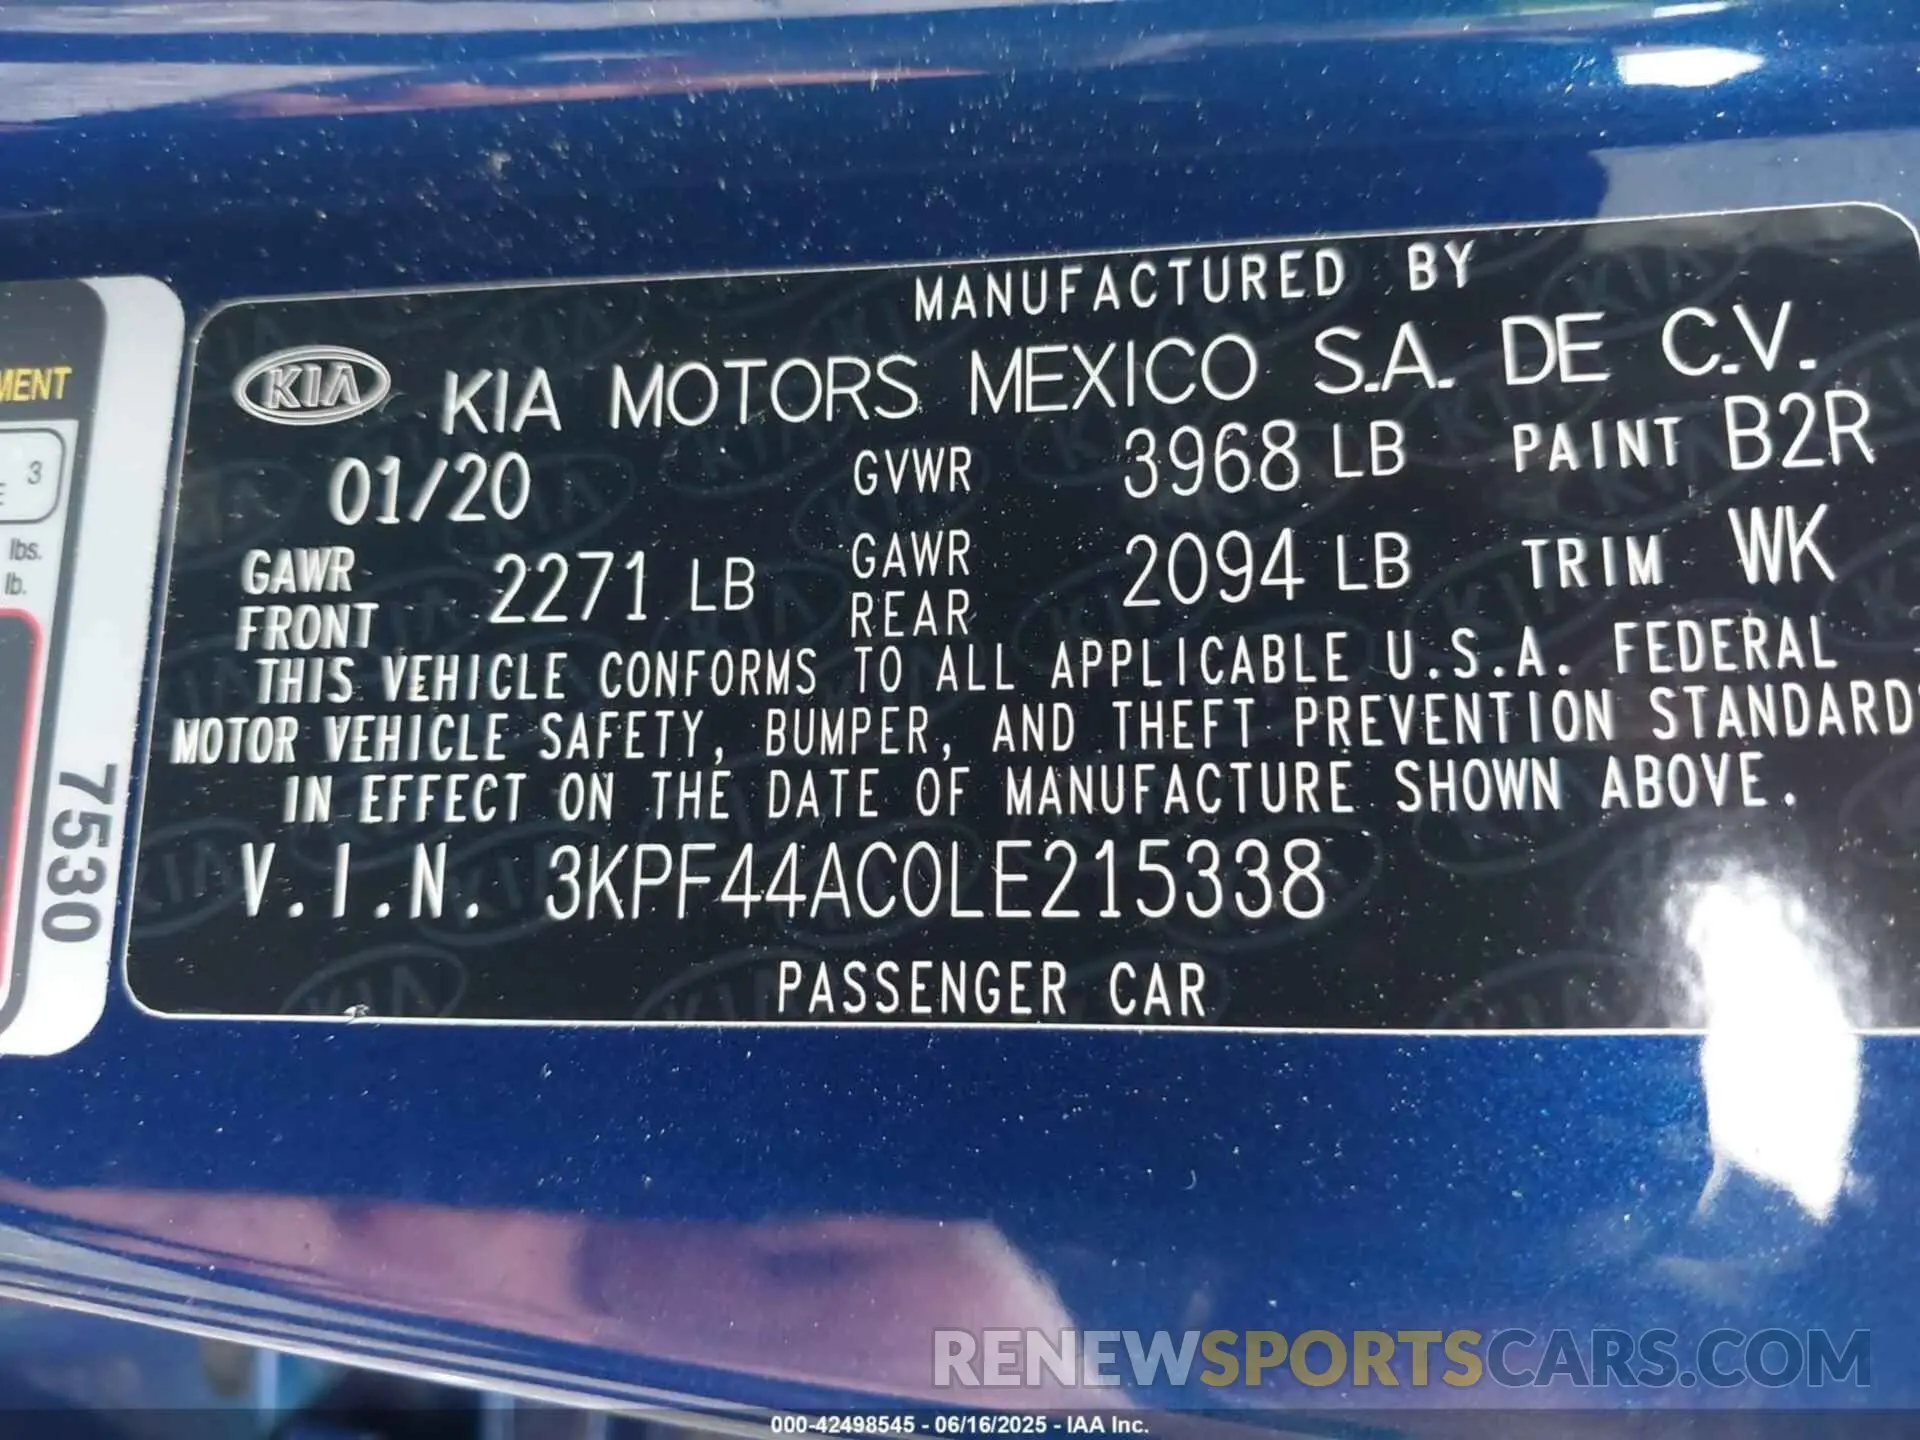 MENT
3
E
lbs.
lb.
7530
MANUFACTURED BY
KIA KIA MOTORS MEXICO S.A. DE C.V.
01/20 GVWR 3968 LB PAINT B2R
GAWR FRONT 2271 LB GAWR REAR 2094 LB TRIM WK
THIS VEHICLE CONFORMS TO ALL APPLICABLE U.S.A. FEDERAL
MOTOR VEHICLE SAFETY, BUMPER, AND THEFT PREVENTION STANDARDS
IN EFFECT ON THE DATE OF MANUFACTURE SHOWN ABOVE.
V.I.N. 3KPF44AC0LE215338
PASSENGER CAR
RENEWSPORTSCARS.COM
000-42498545 - 06/16/2025 - IAA Inc.